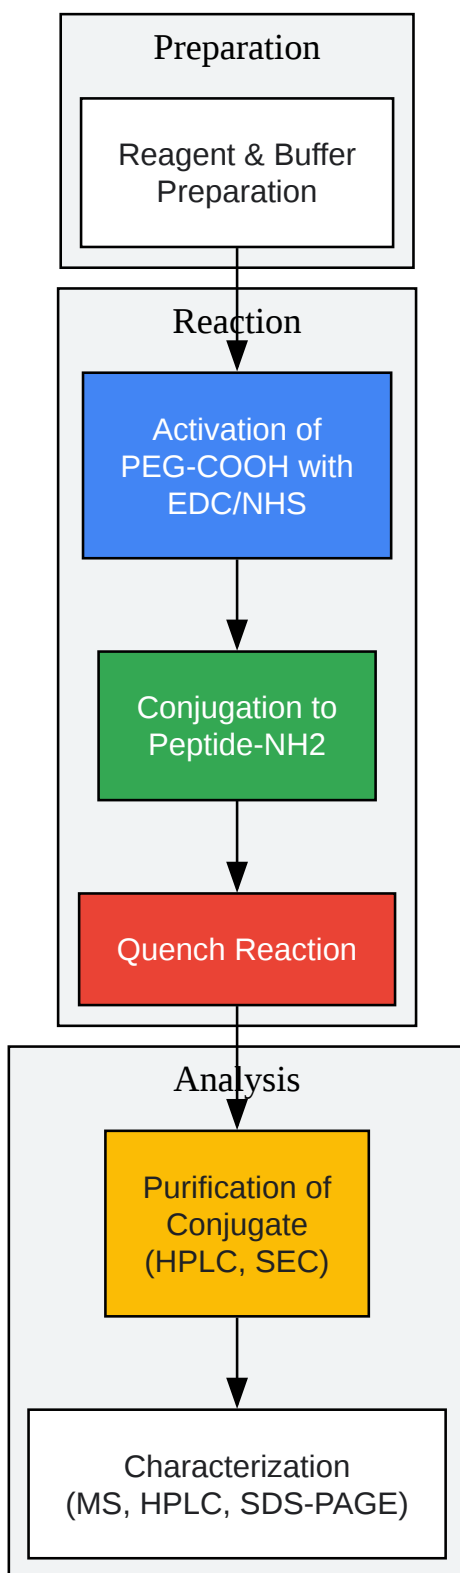 Preparation
Reagent & Buffer
Preparation
Reaction
Activation of
PEG-COOH with
EDC/NHS
Conjugation to
Peptide-NH2
Quench Reaction
Analysis
Purification of
Conjugate
(HPLC, SEC)
Characterization
(MS, HPLC, SDS-PAGE)